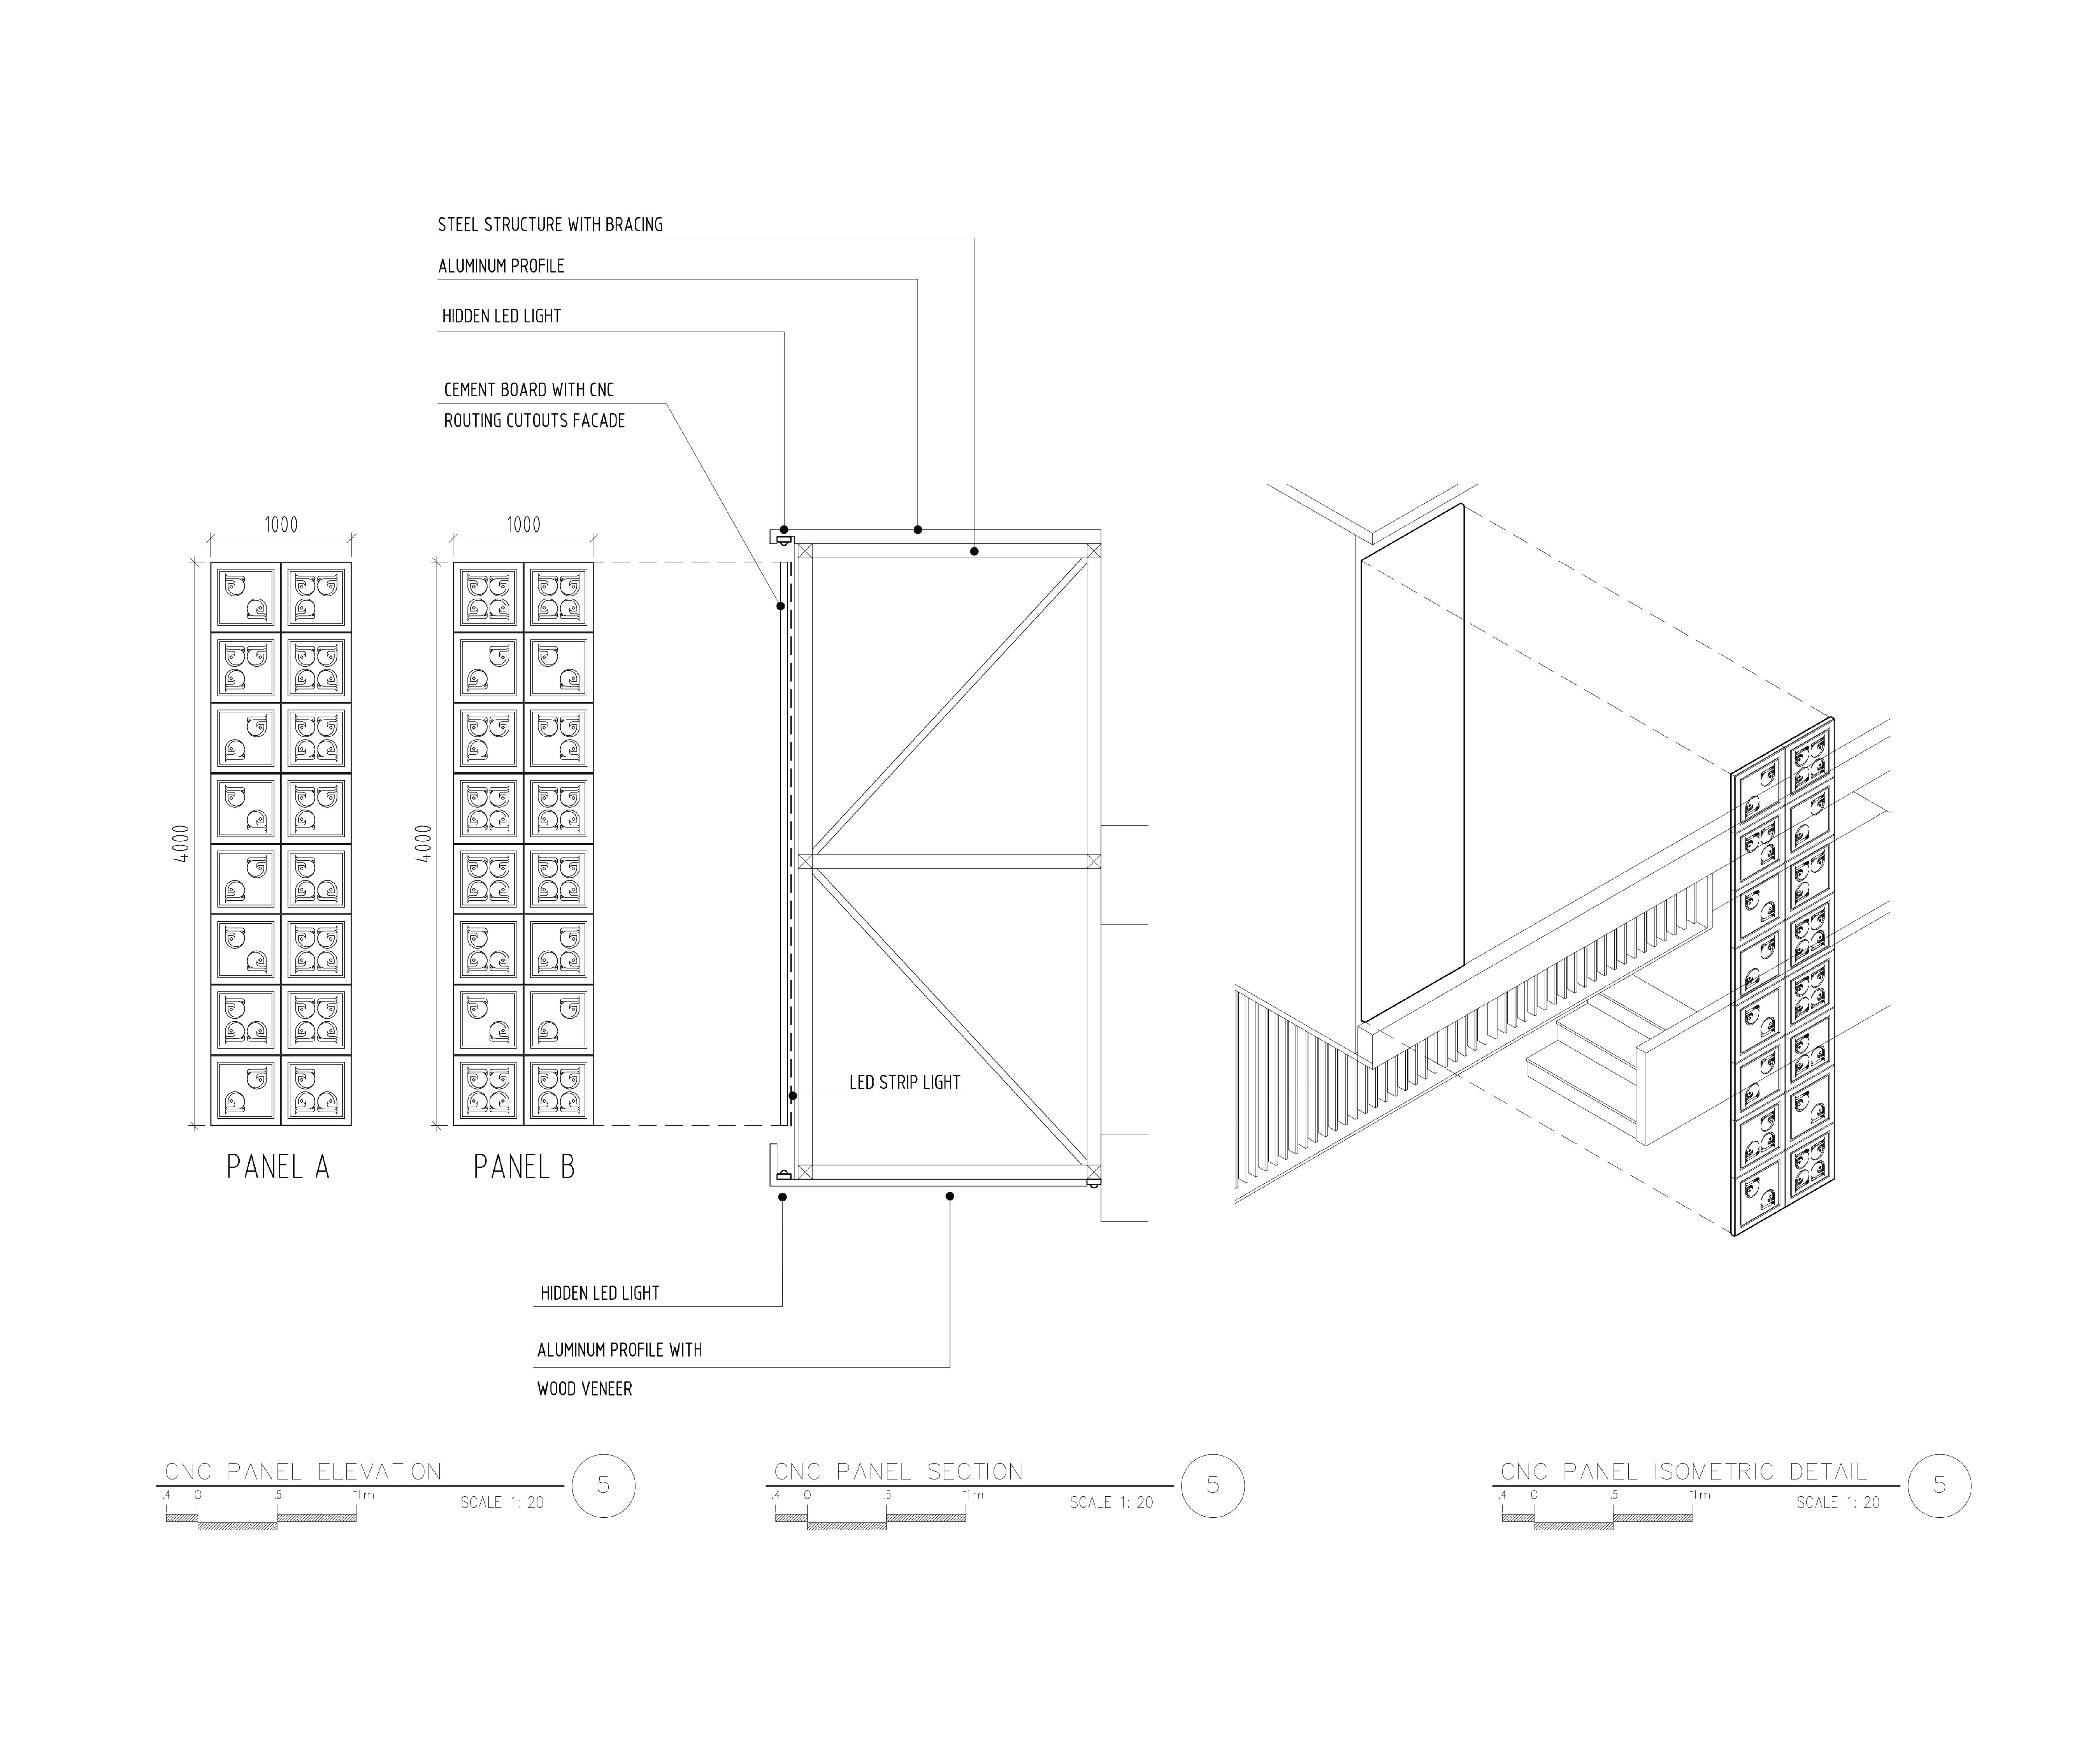 STEEL STRUCTURE WITH BRACING
ALUMINUM PROFILE
HIDDEN LED LIGHT
CEMENT BOARD WITH CNC
ROUTING CUTOUTS FACADE
1000
1000
4000
4000
LED STRIP LIGHT
PANEL A
PANEL B
HIDDEN LED LIGHT
ALUMINUM PROFILE WITH
WOOD VENEER
CNC PANEL ELEVATION
5
.4 0 .5 1m
SCALE 1: 20
CNC PANEL SECTION
5
.4 0 .5 1m
SCALE 1: 20
CNC PANEL ISOMETRIC DETAIL
5
.4 0 .5 1m
SCALE 1: 20